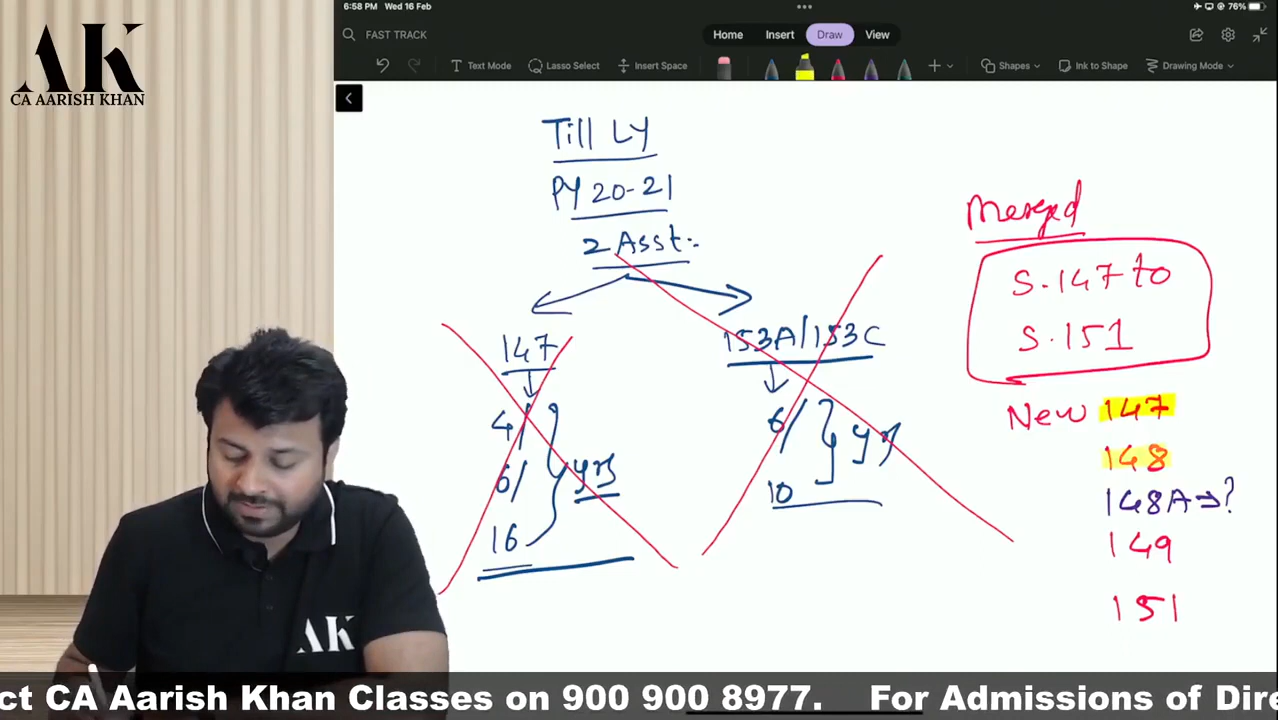 6:58 PM Wed 16 Feb
76%
FAST TRACK
Home Insert Draw View
Text Mode Lasso Select Insert Space Shapes Ink to Shape Drawing Mode
AK
CA AARISH KHAN
Till LY
PY 20-21
2 Asst:-
147
4/
6/
16
yrs
153A/153C
6/
10
yr
Merged
S.147 to
S.151
New 147
148
148A→?
149
151
AK
ct CA Aarish Khan Classes on 900 900 8977. For Admissions of Dire